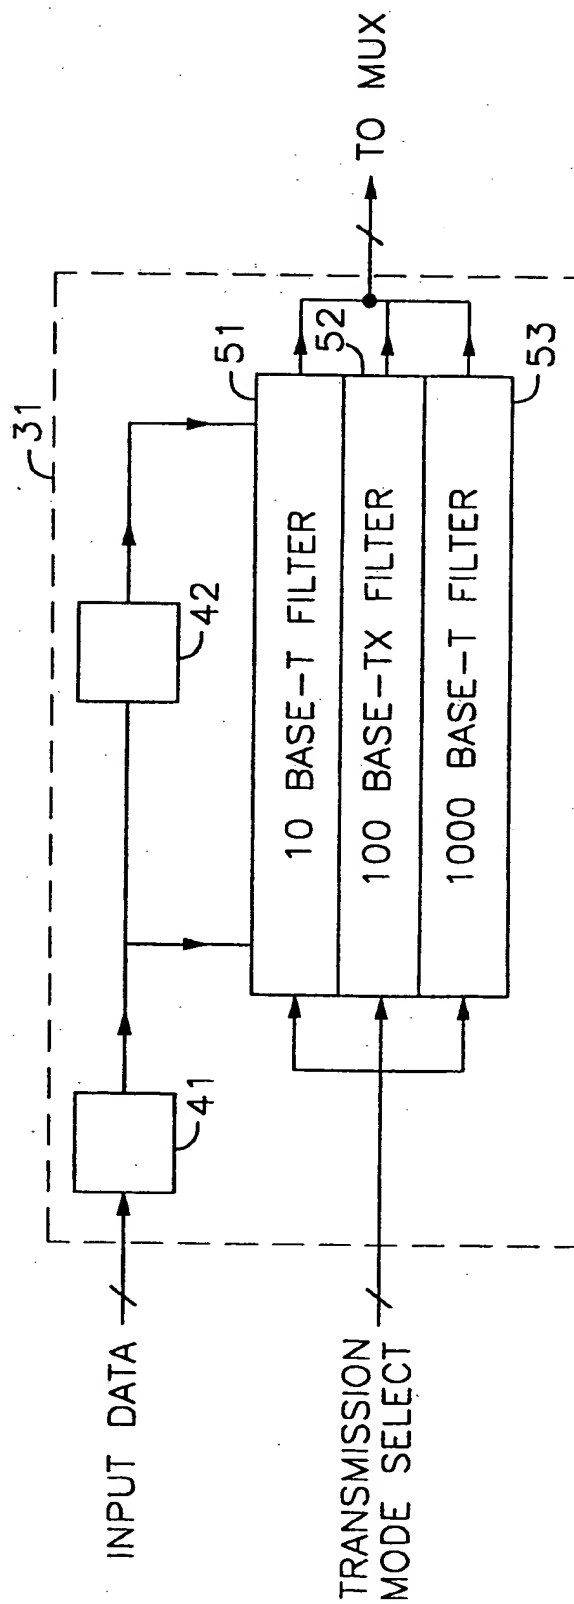 INPUT DATA
41
42
31
TRANSMISSION
MODE SELECT
10 BASE-T FILTER
100 BASE-TX FILTER
1000 BASE-T FILTER
51
52
53
TO MUX